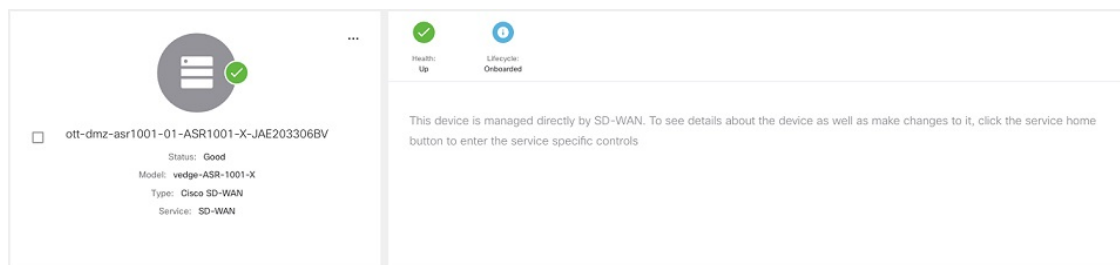 ...
ott-dmz-asr1001-01-ASR1001-X-JAE203306BV
Status: Good
Model: vedge-ASR-1001-X
Type: Cisco SD-WAN
Service: SD-WAN
Health:
Up
Lifecycle:
Onboarded
This device is managed directly by SD-WAN. To see details about the device as well as make changes to it, click the service home
button to enter the service specific controls